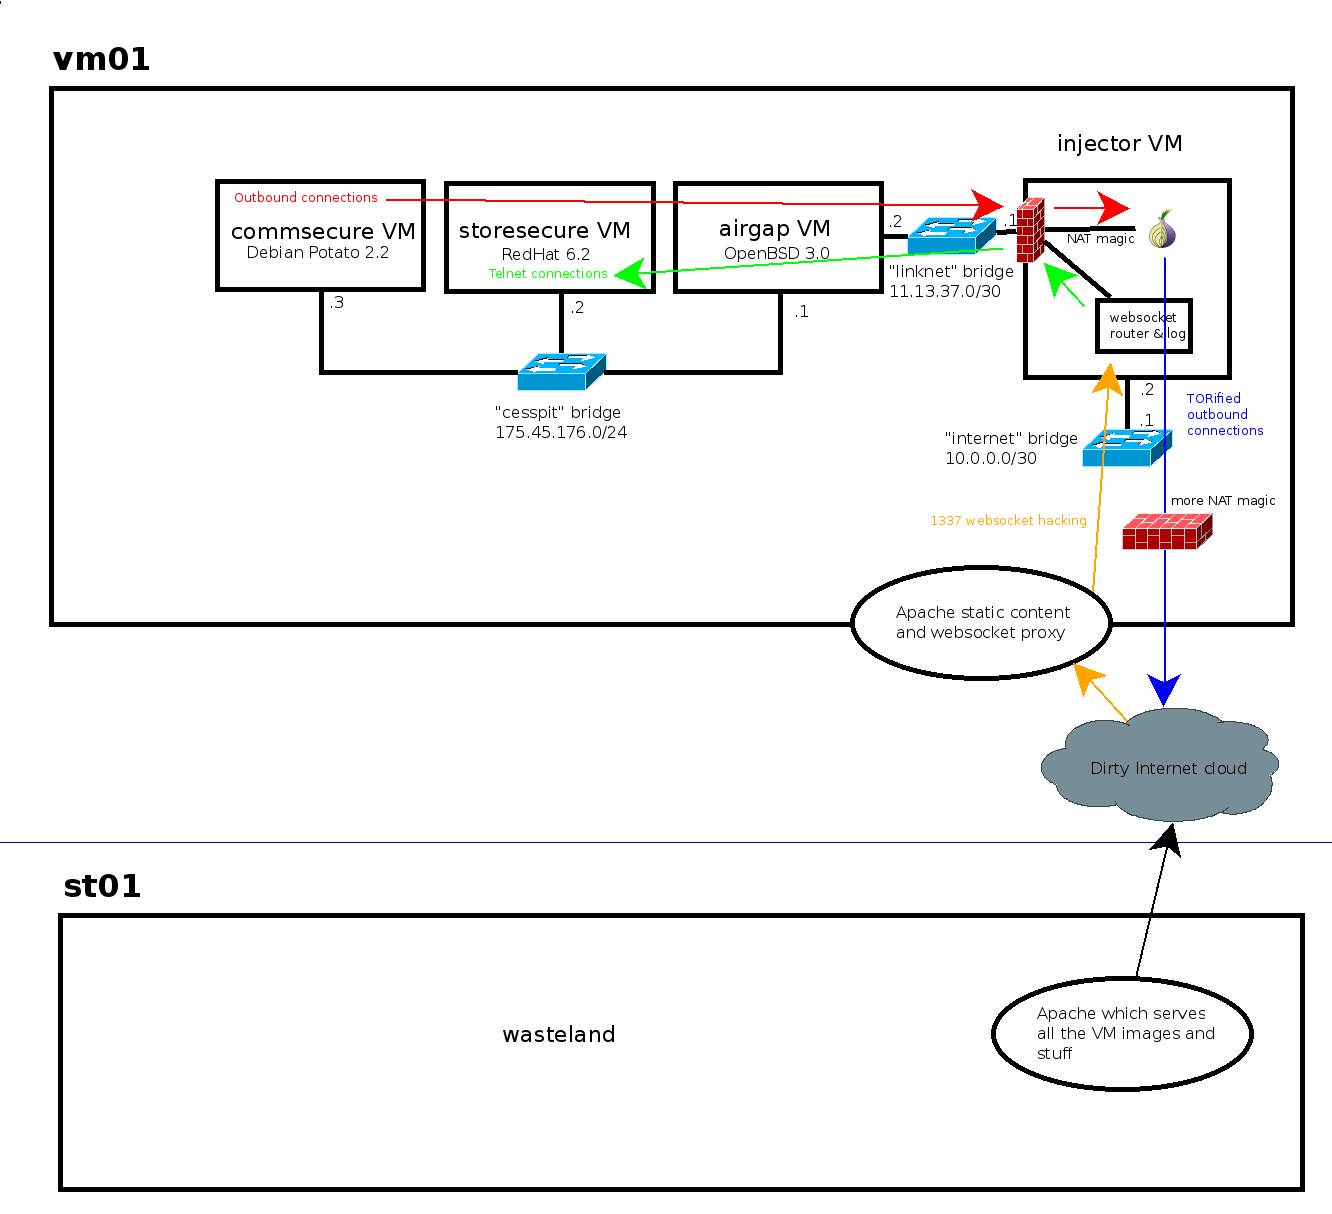 vm01
injector VM
Outbound connections
commsecure VM
Debian Potato 2.2
storesecure VM
RedHat 6.2
Telnet connections
airgap VM
OpenBSD 3.0
.2
.1
"linknet" bridge
11.13.37.0/30
NAT magic
websocket
router & log
.3
.2
.1
"cesspit" bridge
175.45.176.0/24
.2
.1
TORified
outbound
connections
"internet" bridge
10.0.0.0/30
more NAT magic
1337 websocket hacking
Apache static content
and websocket proxy
Dirty Internet cloud
st01
wasteland
Apache which serves
all the VM images and
stuff